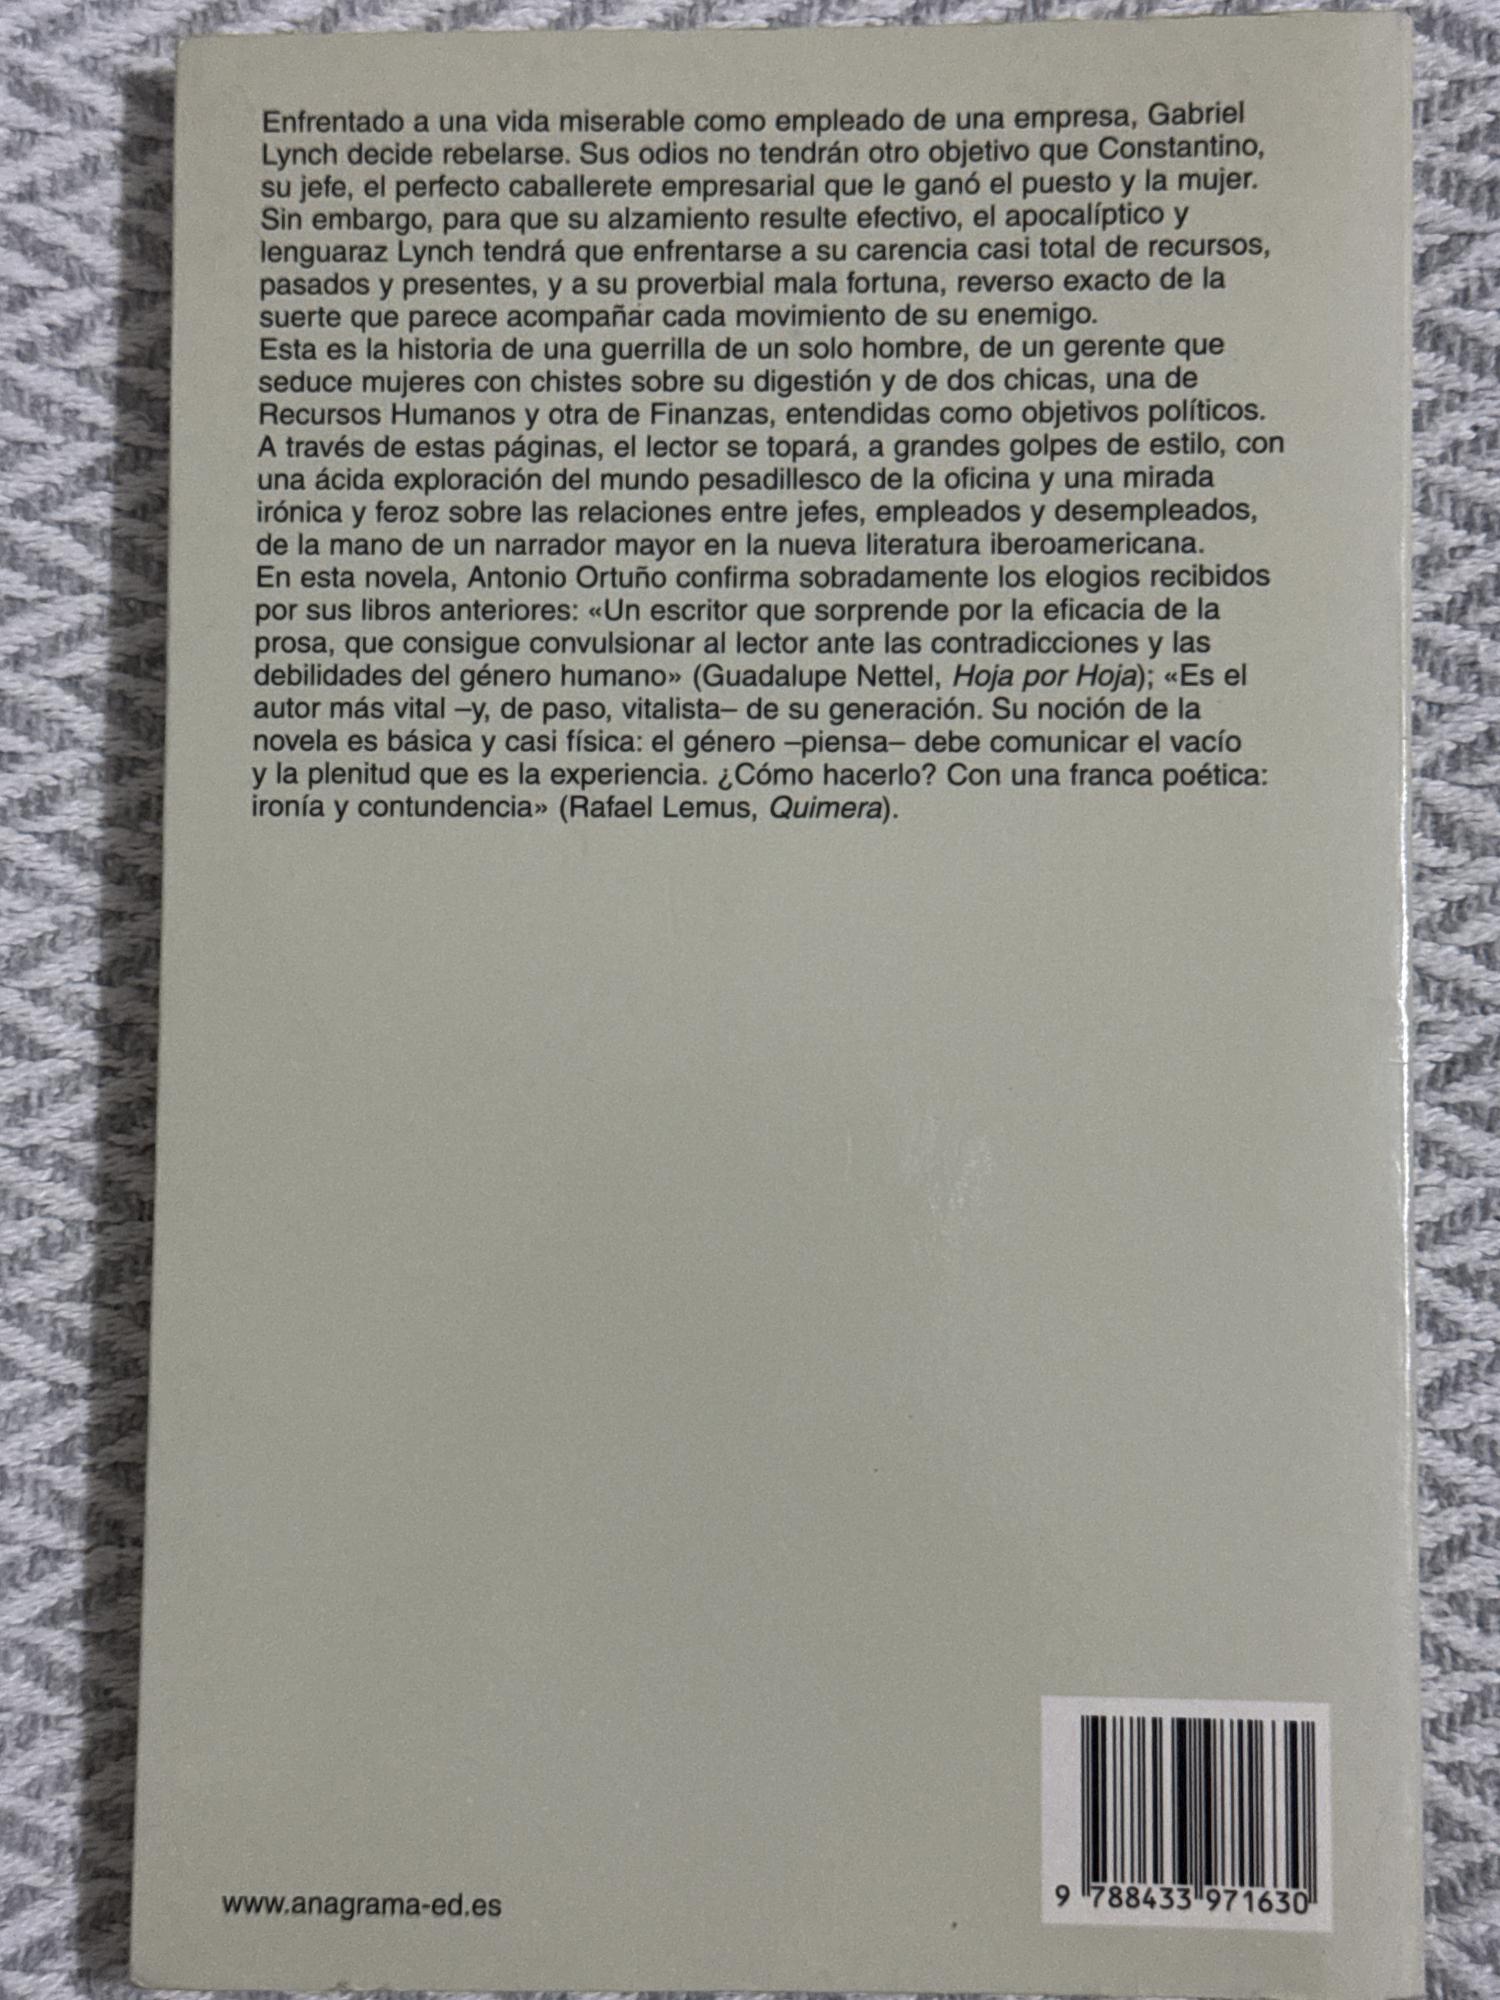 Enfrentado a una vida miserable como empleado de una empresa, Gabriel
Lynch decide rebelarse. Sus odios no tendrán otro objetivo que Constantino,
su jefe, el perfecto caballerete empresarial que le ganó el puesto y la mujer.
Sin embargo, para que su alzamiento resulte efectivo, el apocalíptico y
lenguaraz Lynch tendrá que enfrentarse a su carencia casi total de recursos,
pasados y presentes, y a su proverbial mala fortuna, reverso exacto de la
suerte que parece acompañar cada movimiento de su enemigo.
Esta es la historia de una guerrilla de un solo hombre, de un gerente que
seduce mujeres con chistes sobre su digestión y de dos chicas, una de
Recursos Humanos y otra de Finanzas, entendidas como objetivos políticos.
A través de estas páginas, el lector se topará, a grandes golpes de estilo, con
una ácida exploración del mundo pesadillesco de la oficina y una mirada
irónica y feroz sobre las relaciones entre jefes, empleados y desempleados,
de la mano de un narrador mayor en la nueva literatura iberoamericana.
En esta novela, Antonio Ortuño confirma sobradamente los elogios recibidos
por sus libros anteriores: «Un escritor que sorprende por la eficacia de la
prosa, que consigue convulsionar al lector ante las contradicciones y las
debilidades del género humano» (Guadalupe Nettel, Hoja por Hoja); «Es el
autor más vital –y, de paso, vitalista– de su generación. Su noción de la
novela es básica y casi física: el género –piensa– debe comunicar el vacío
y la plenitud que es la experiencia. ¿Cómo hacerlo? Con una franca poética:
ironía y contundencia» (Rafael Lemus, Quimera).
www.anagrama-ed.es
9 788433 971630